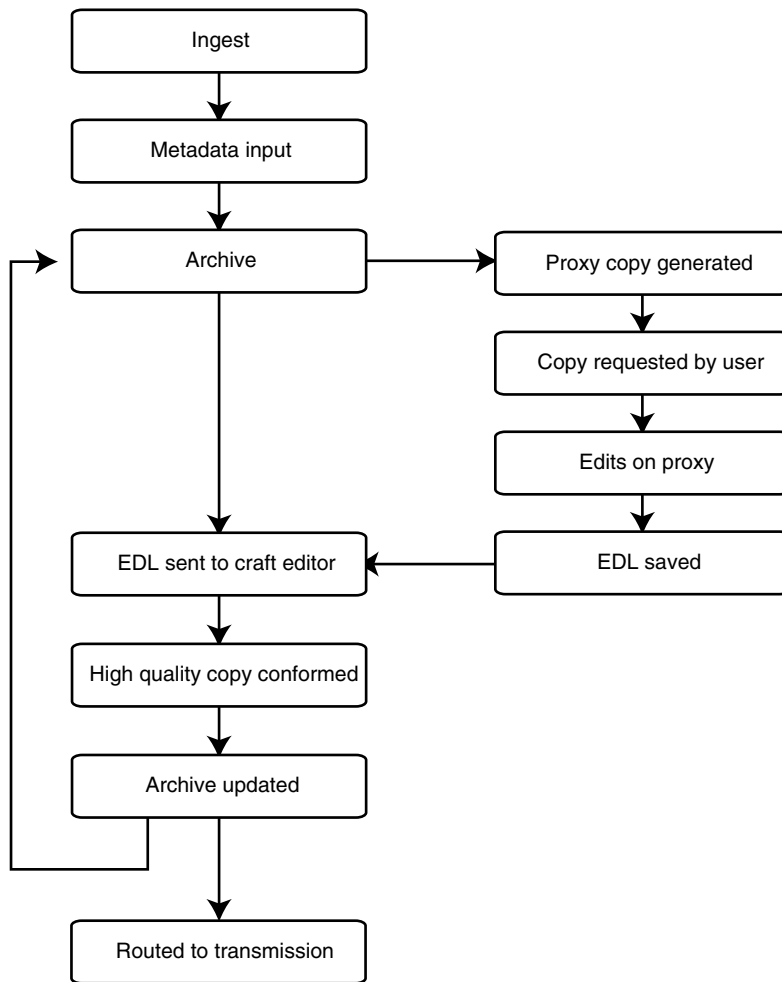 Ingest
Metadata input
Archive
Proxy copy generated
Copy requested by user
Edits on proxy
EDL sent to craft editor
EDL saved
High quality copy conformed
Archive updated
Routed to transmission